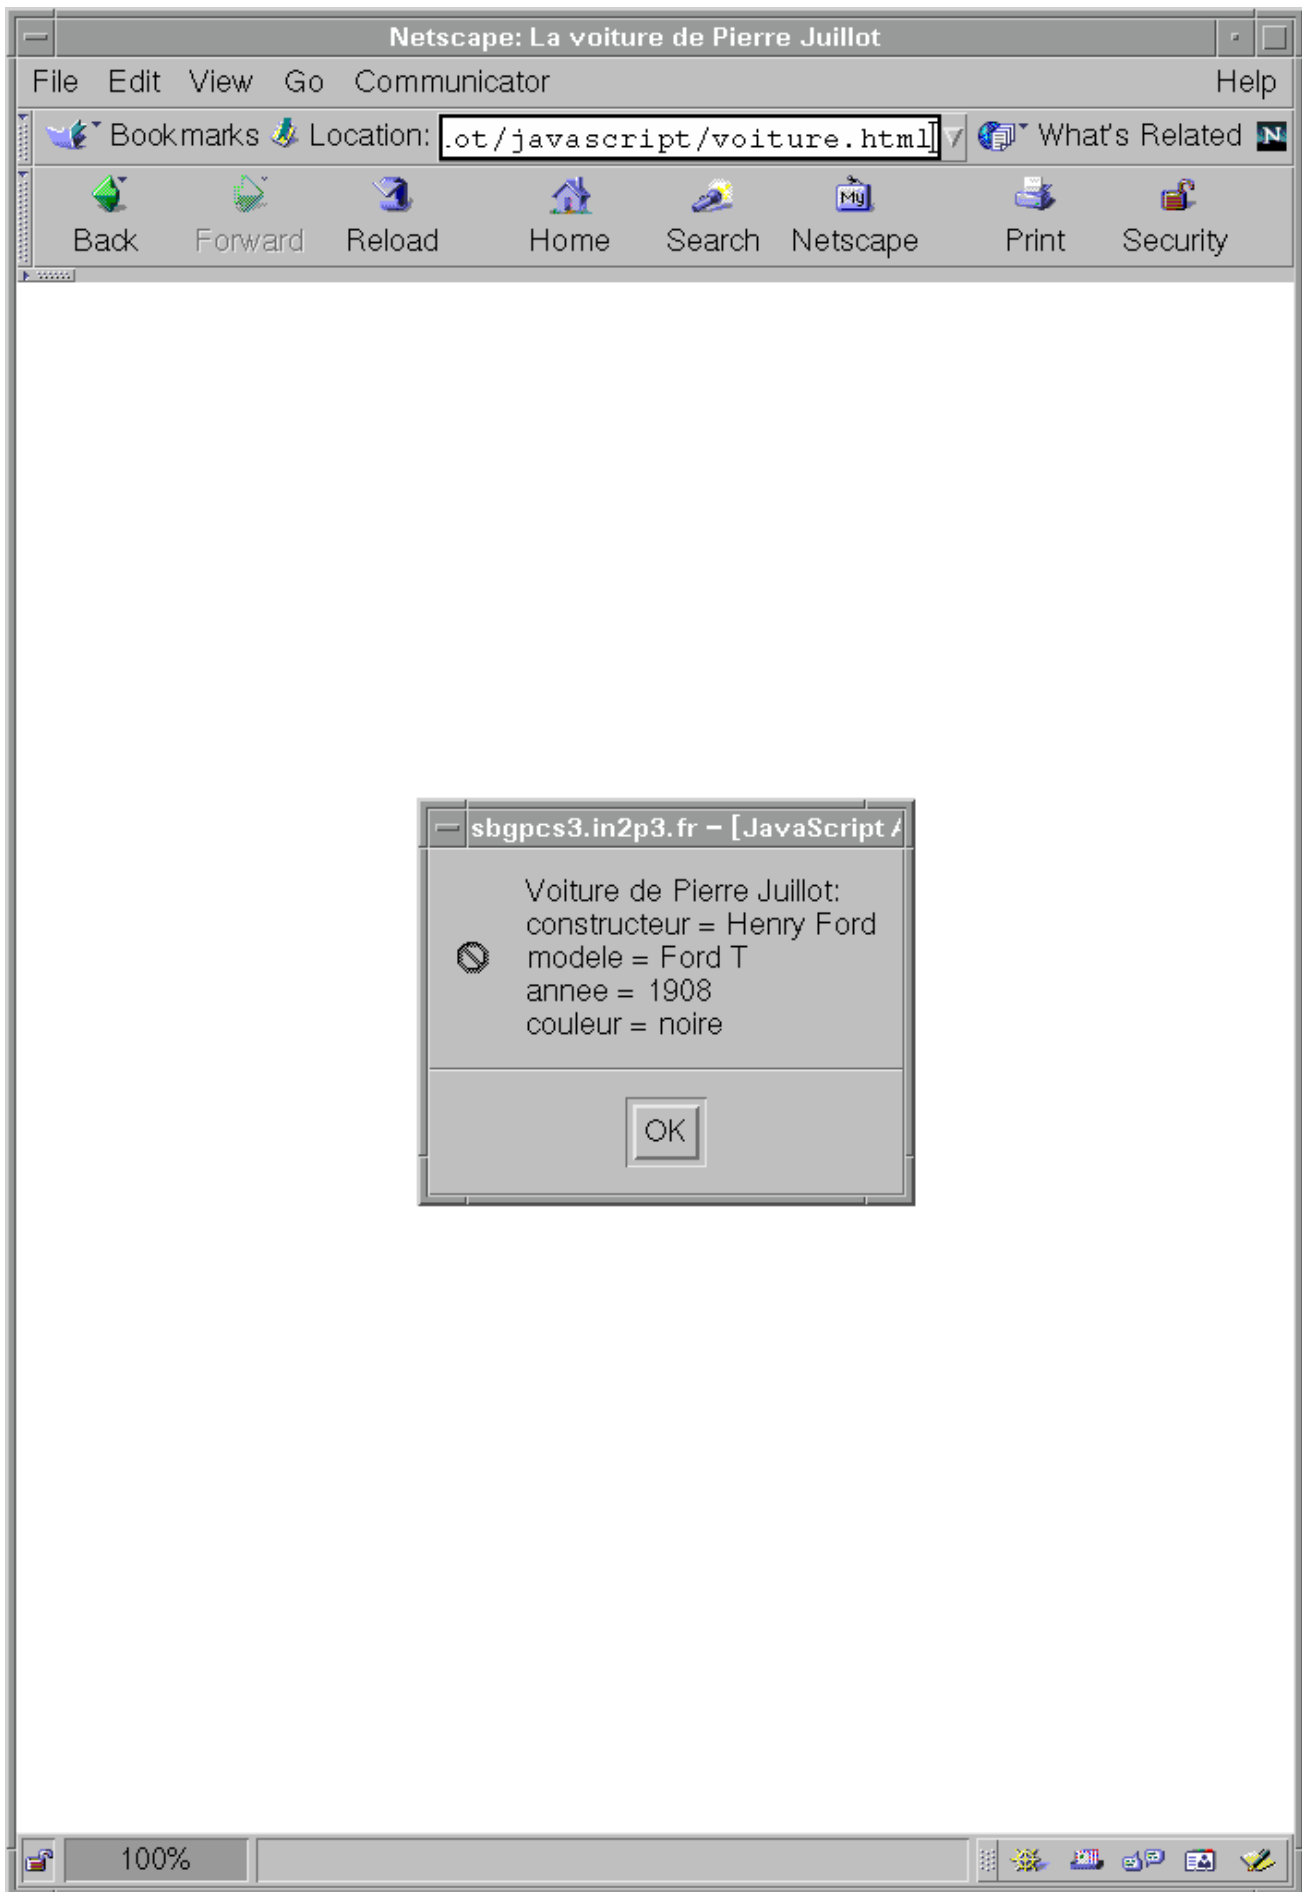 Netscape: La voiture de Pierre Juillot
File Edit View Go Communicator Help
Bookmarks Location: .ot/javascript/voiture.html What's Related N
Back Forward Reload Home Search Netscape Print Security
My
sbgpcs3.in2p3.fr – [JavaScript A
Voiture de Pierre Juillot:
constructeur = Henry Ford
modele = Ford T
annee = 1908
couleur = noire
OK
100%